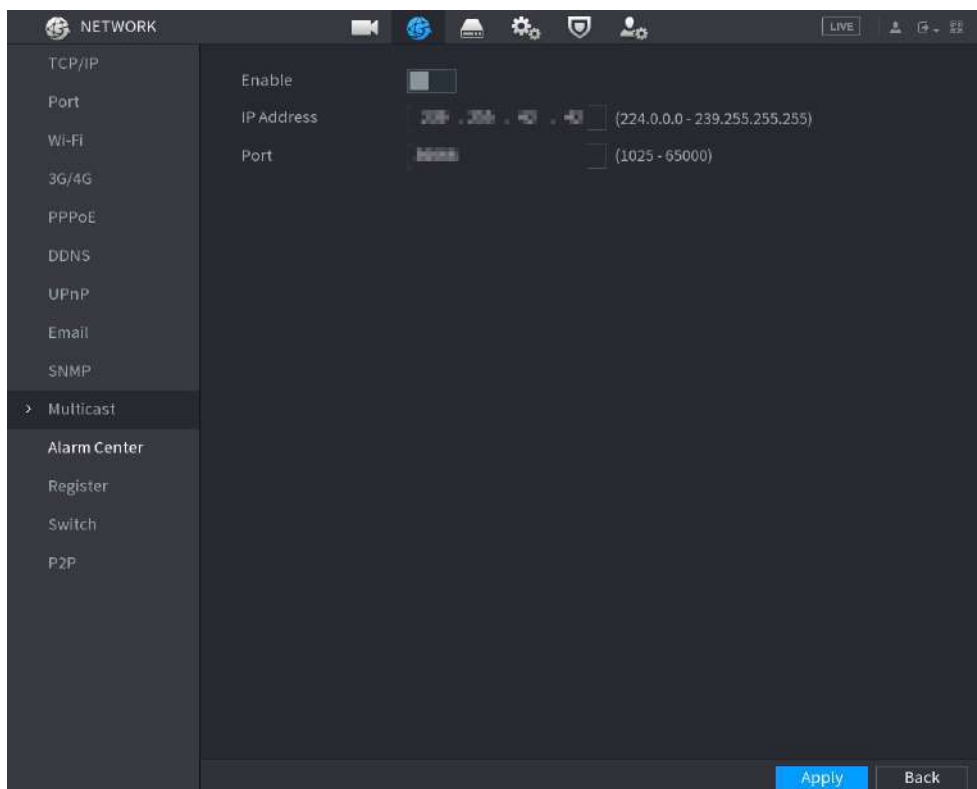 NETWORK
LIVE
TCP/IP
Port
Wi-Fi
3G/4G
PPPoE
DDNS
UPnP
Email
SNMP
> Multicast
Alarm Center
Register
Switch
P2P
Enable
IP Address (224.0.0.0 - 239.255.255.255)
Port (1025 - 65000)
Apply
Back